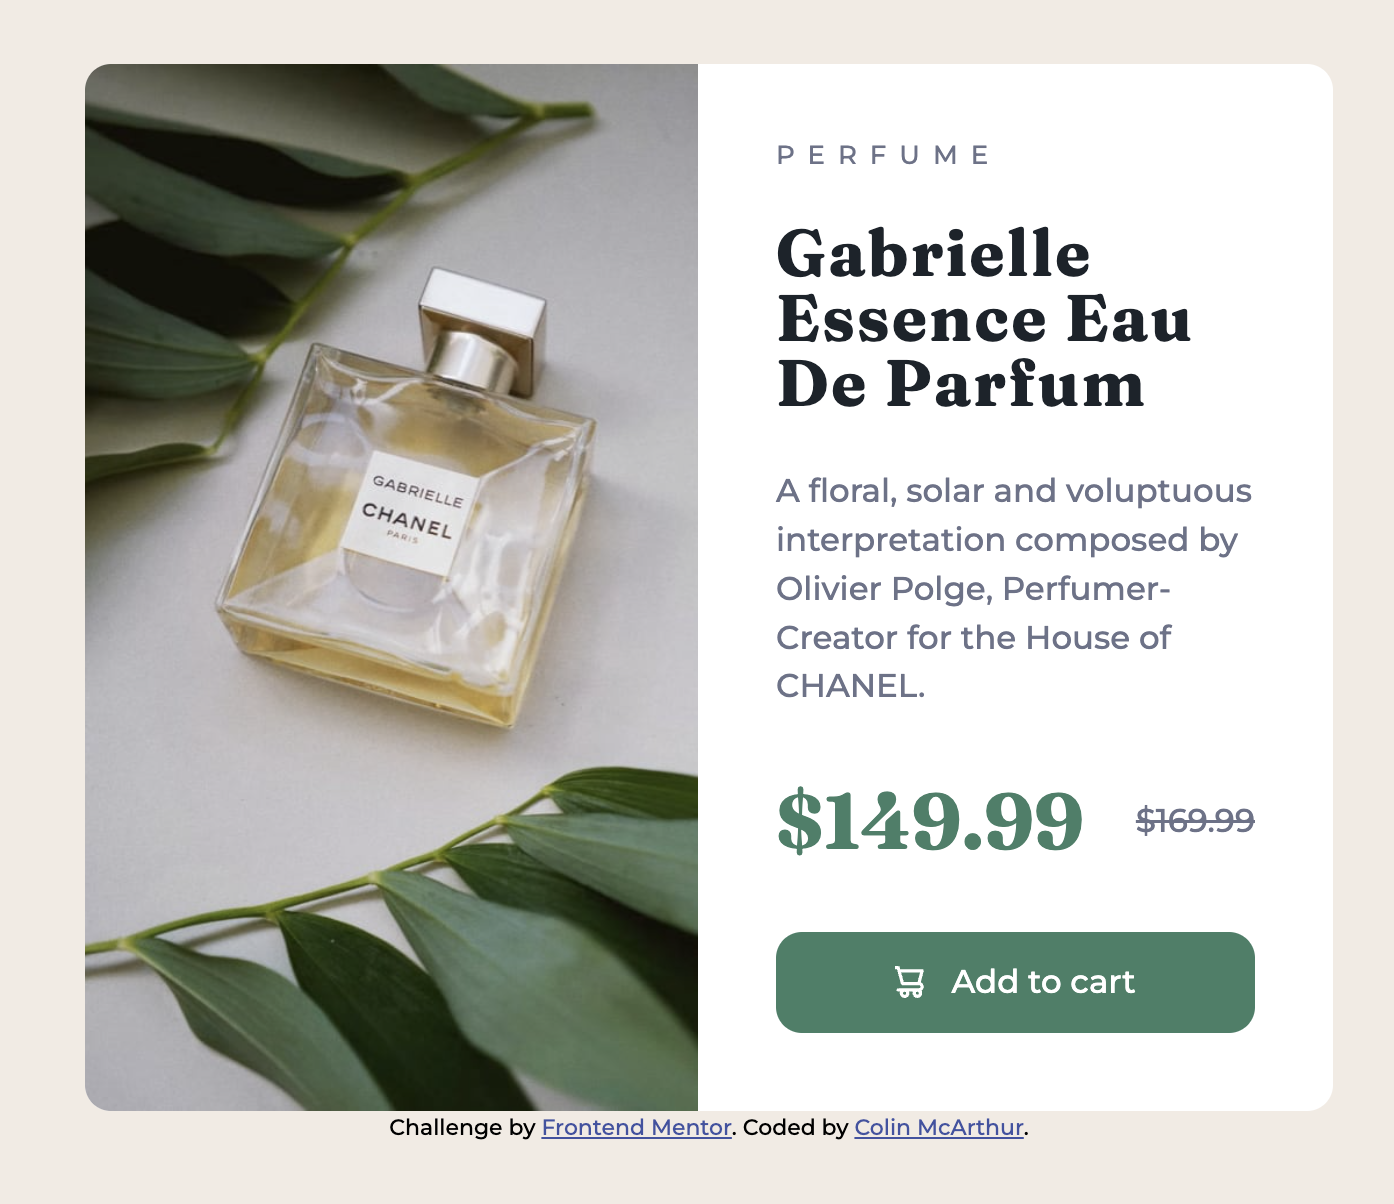 GABRIELLE
CHANEL
PARIS
PERFUME
Gabrielle
Essence Eau
De Parfum
A floral, solar and voluptuous
interpretation composed by
Olivier Polge, Perfumer-
Creator for the House of
CHANEL.
$149.99 $169.99
Add to cart
Challenge by Frontend Mentor. Coded by Colin McArthur.